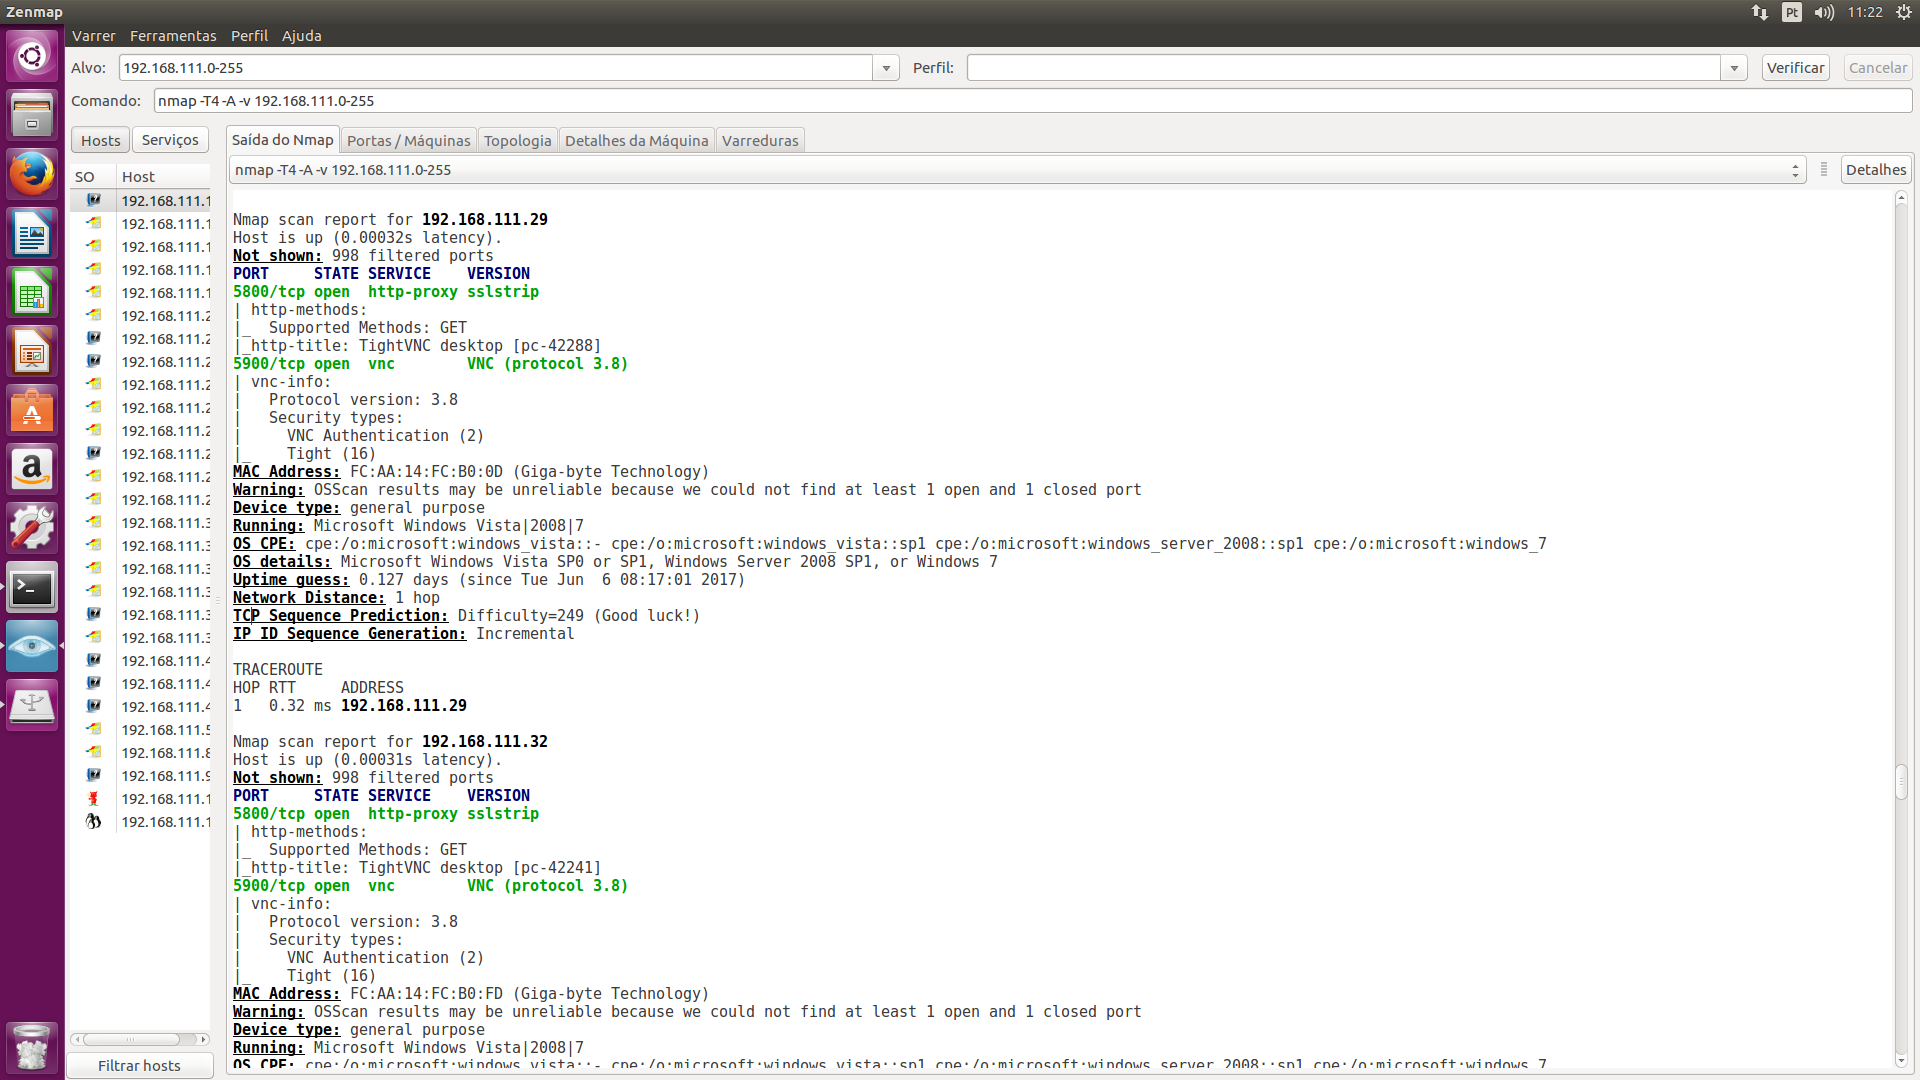 Zenmap
Pt
11:22
Varrer Ferramentas Perfil Ajuda
Alvo: 192.168.111.0-255 Perfil: Verificar Cancelar
Comando: nmap -T4 -A -v 192.168.111.0-255
Hosts Serviços Saída do Nmap Portas / Máquinas Topologia Detalhes da Máquina Varreduras
nmap -T4 -A -v 192.168.111.0-255 Detalhes
SO Host
192.168.111.1
192.168.111.1
192.168.111.1
192.168.111.1
192.168.111.1
192.168.111.2
192.168.111.2
192.168.111.2
192.168.111.2
192.168.111.2
192.168.111.2
192.168.111.2
192.168.111.2
192.168.111.2
192.168.111.3
192.168.111.3
192.168.111.3
192.168.111.3
192.168.111.3
192.168.111.3
192.168.111.4
192.168.111.4
192.168.111.4
192.168.111.5
192.168.111.8
192.168.111.9
192.168.111.1
192.168.111.1
Filtrar hosts
Nmap scan report for 192.168.111.29
Host is up (0.00032s latency).
Not shown: 998 filtered ports
PORT     STATE SERVICE    VERSION
5800/tcp open  http-proxy sslstrip
| http-methods:
|_  Supported Methods: GET
|_http-title: TightVNC desktop [pc-42288]
5900/tcp open  vnc        VNC (protocol 3.8)
| vnc-info:
|   Protocol version: 3.8
|   Security types:
|     VNC Authentication (2)
|_    Tight (16)
MAC Address: FC:AA:14:FC:B0:0D (Giga-byte Technology)
Warning: OSScan results may be unreliable because we could not find at least 1 open and 1 closed port
Device type: general purpose
Running: Microsoft Windows Vista|2008|7
OS CPE: cpe:/o:microsoft:windows_vista::- cpe:/o:microsoft:windows_vista::sp1 cpe:/o:microsoft:windows_server_2008::sp1 cpe:/o:microsoft:windows_7
OS details: Microsoft Windows Vista SP0 or SP1, Windows Server 2008 SP1, or Windows 7
Uptime guess: 0.127 days (since Tue Jun  6 08:17:01 2017)
Network Distance: 1 hop
TCP Sequence Prediction: Difficulty=249 (Good luck!)
IP ID Sequence Generation: Incremental
TRACEROUTE
HOP RTT     ADDRESS
1   0.32 ms 192.168.111.29
Nmap scan report for 192.168.111.32
Host is up (0.00031s latency).
Not shown: 998 filtered ports
PORT     STATE SERVICE    VERSION
5800/tcp open  http-proxy sslstrip
| http-methods:
|_  Supported Methods: GET
|_http-title: TightVNC desktop [pc-42241]
5900/tcp open  vnc        VNC (protocol 3.8)
| vnc-info:
|   Protocol version: 3.8
|   Security types:
|     VNC Authentication (2)
|_    Tight (16)
MAC Address: FC:AA:14:FC:B0:FD (Giga-byte Technology)
Warning: OSScan results may be unreliable because we could not find at least 1 open and 1 closed port
Device type: general purpose
Running: Microsoft Windows Vista|2008|7
OS CPE: cpe:/o:microsoft:windows_vista::- cpe:/o:microsoft:windows_vista::sp1 cpe:/o:microsoft:windows_server_2008::sp1 cpe:/o:microsoft:windows_7